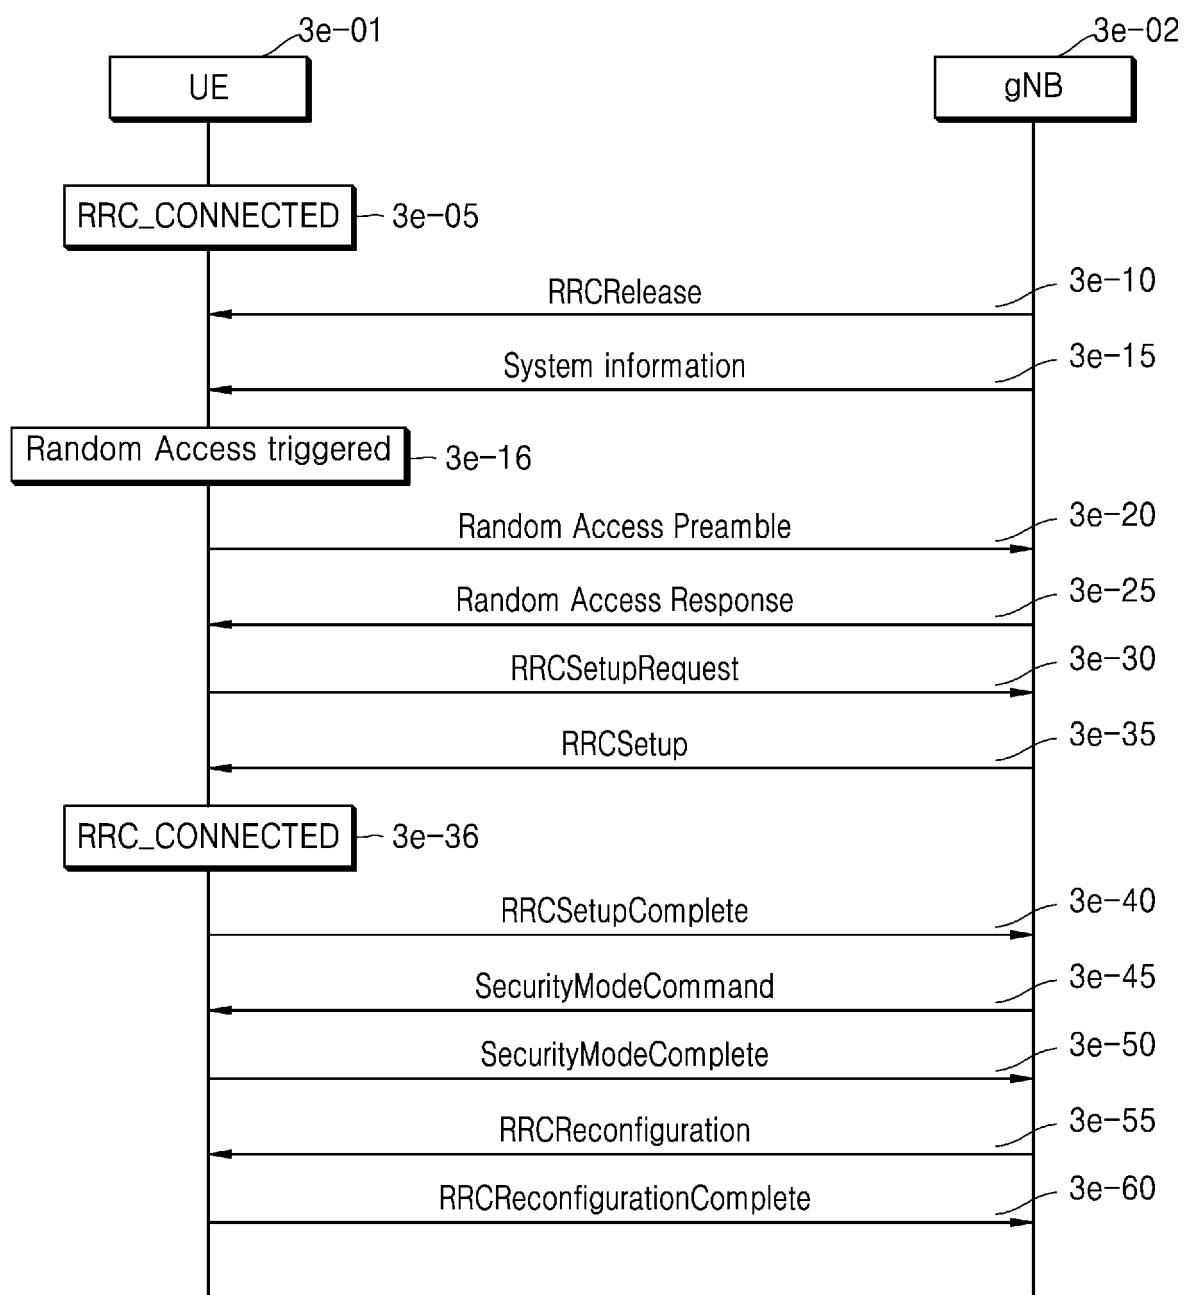 3e-01
3e-02
UE
gNB
RRC_CONNECTED
3e-05
RRCRelease
3e-10
System information
3e-15
Random Access triggered
3e-16
Random Access Preamble
3e-20
Random Access Response
3e-25
RRCSetupRequest
3e-30
RRCSetup
3e-35
RRC_CONNECTED
3e-36
RRCSetupComplete
3e-40
SecurityModeCommand
3e-45
SecurityModeComplete
3e-50
RRCReconfiguration
3e-55
RRCReconfigurationComplete
3e-60